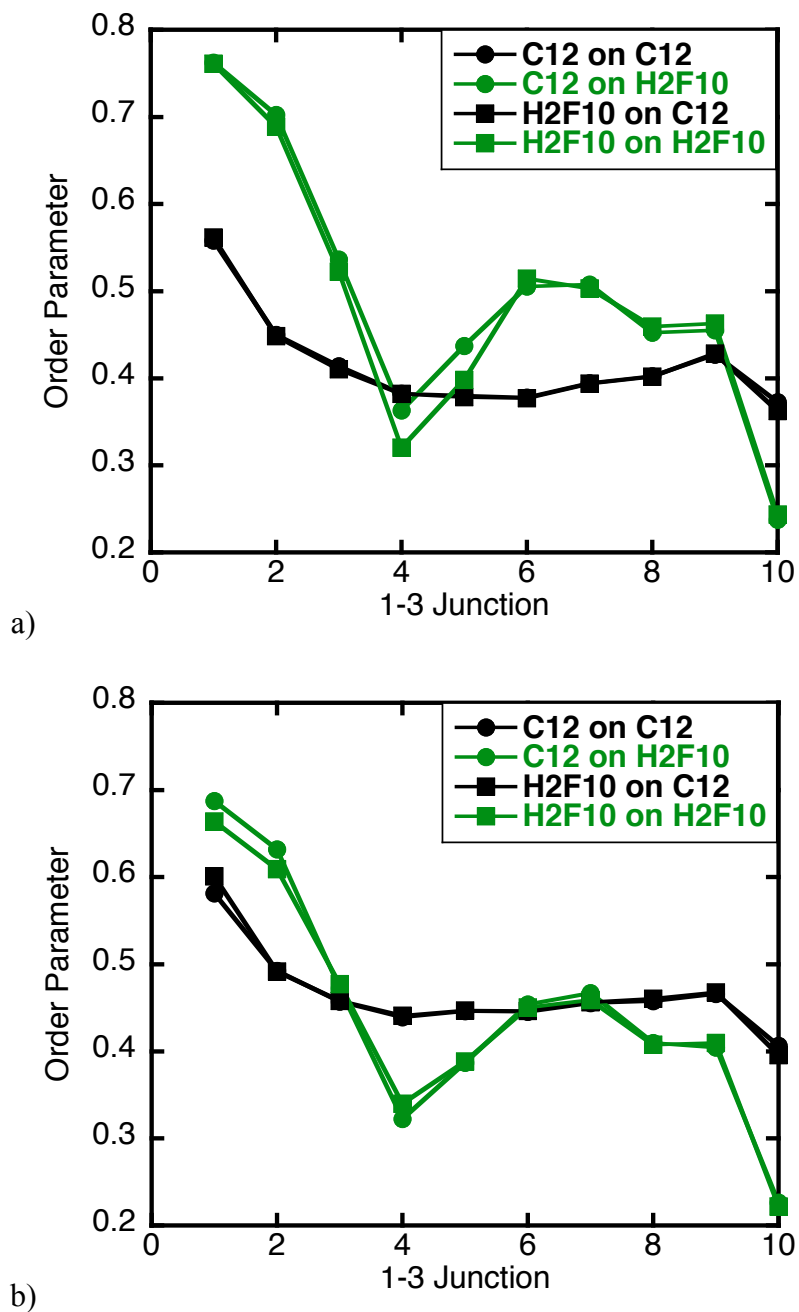 0.8
0.7
0.6
0.5
0.4
0.3
0.2
Order Parameter
C12 on C12
C12 on H2F10
H2F10 on C12
H2F10 on H2F10
0 2 4 6 8 10
1-3 Junction
a)
0.8
0.7
0.6
0.5
0.4
0.3
0.2
Order Parameter
C12 on C12
C12 on H2F10
H2F10 on C12
H2F10 on H2F10
0 2 4 6 8 10
1-3 Junction
b)